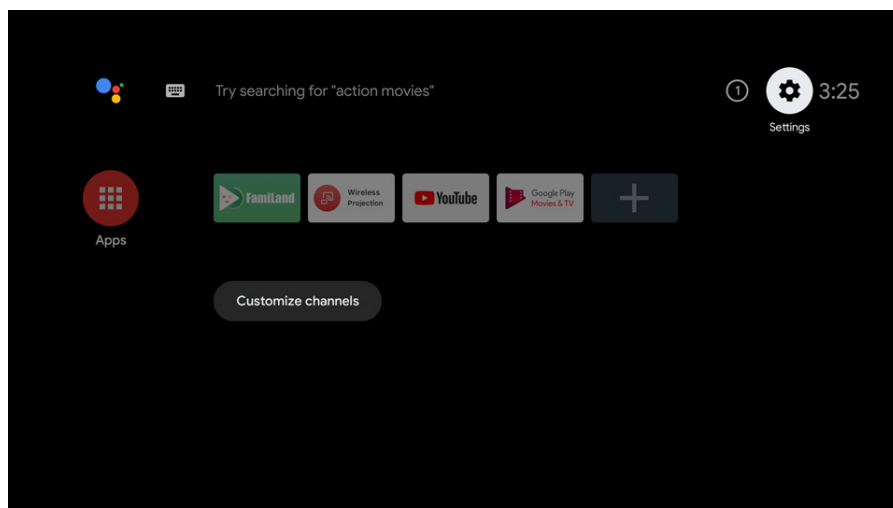 Try searching for "action movies"
1
3:25
Settings
FamiLand
Wireless
Projection
YouTube
Google Play
Movies & TV
Apps
Customize channels